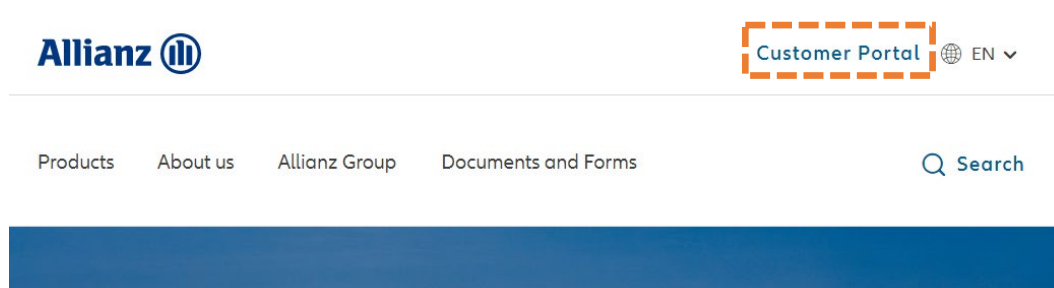 Allianz
Customer Portal EN
Products About us Allianz Group Documents and Forms Search